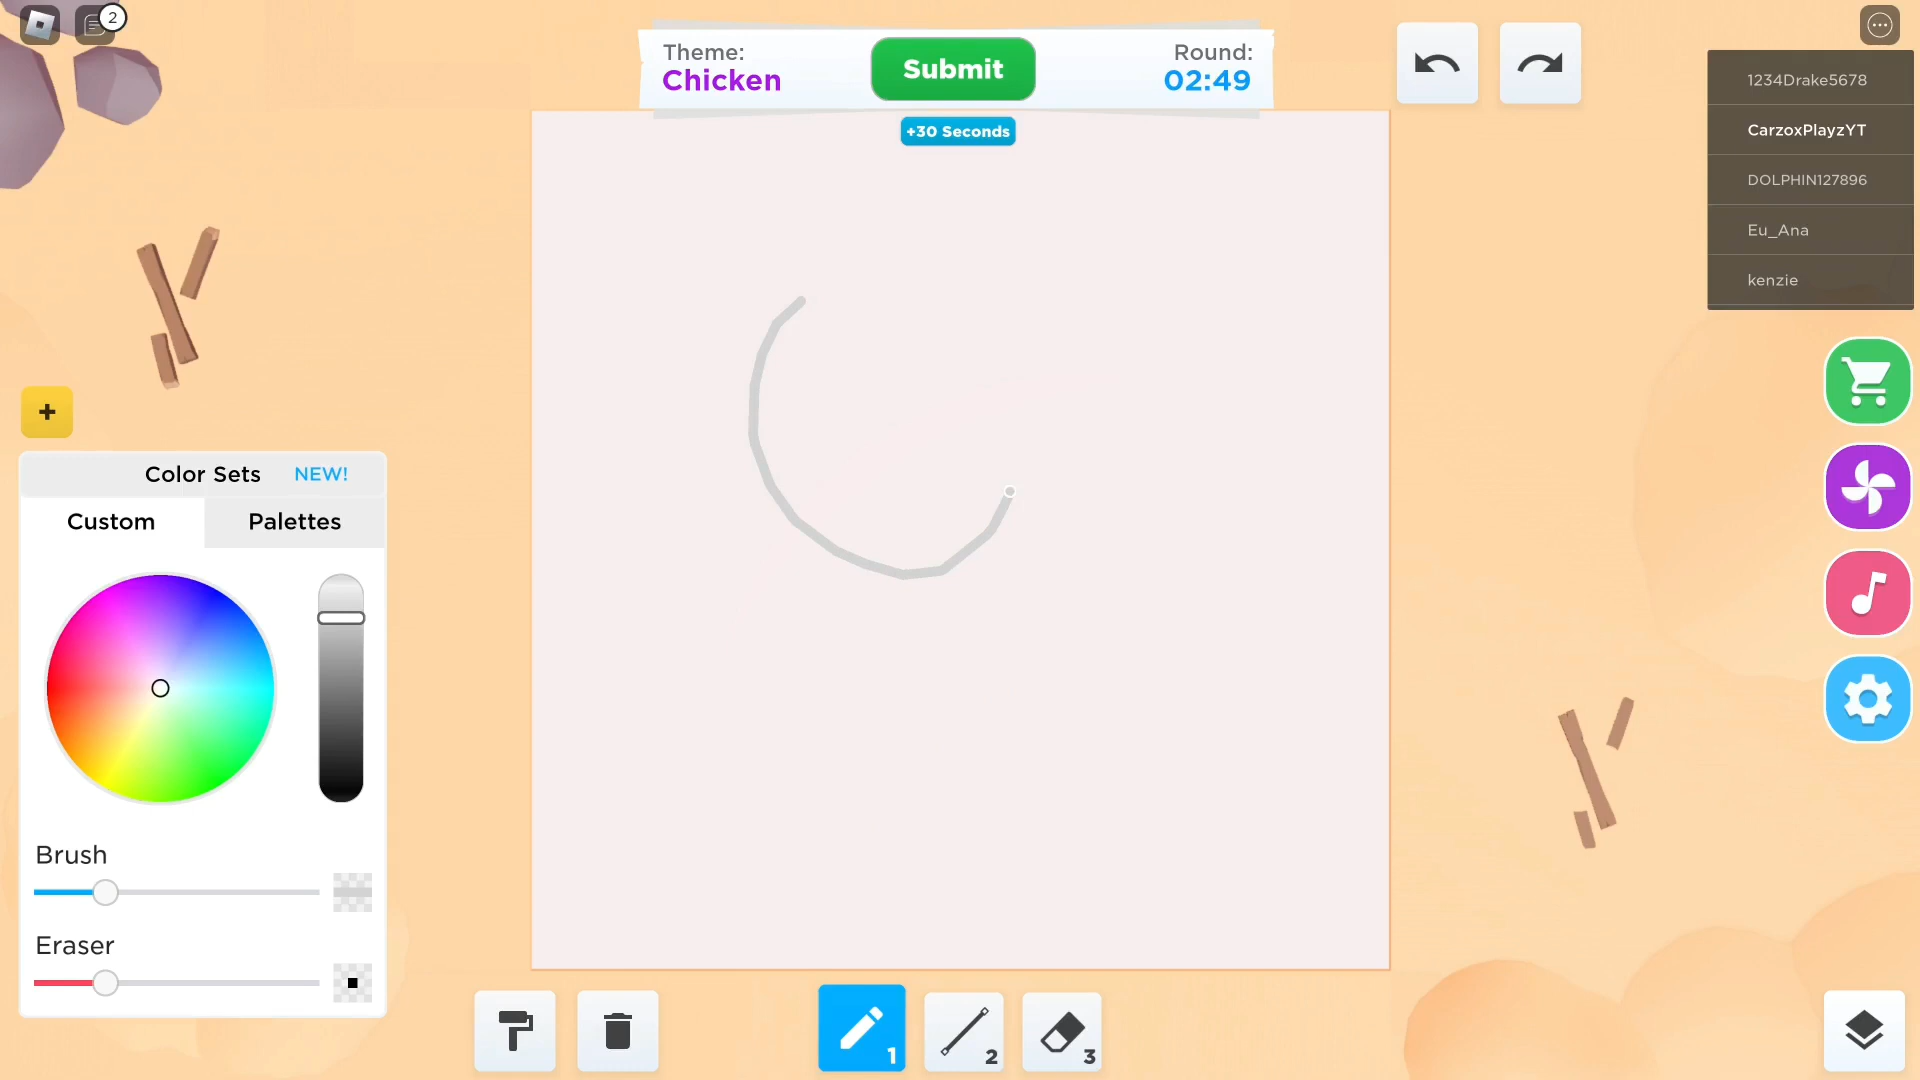 2
Theme:
Chicken
Submit
Round:
02:49
+30 Seconds
1234Drake5678
CarzoxPlayzYT
DOLPHIN127896
Eu_Ana
kenzie
+
Color Sets NEW!
Custom Palettes
Brush
Eraser
1
2
3